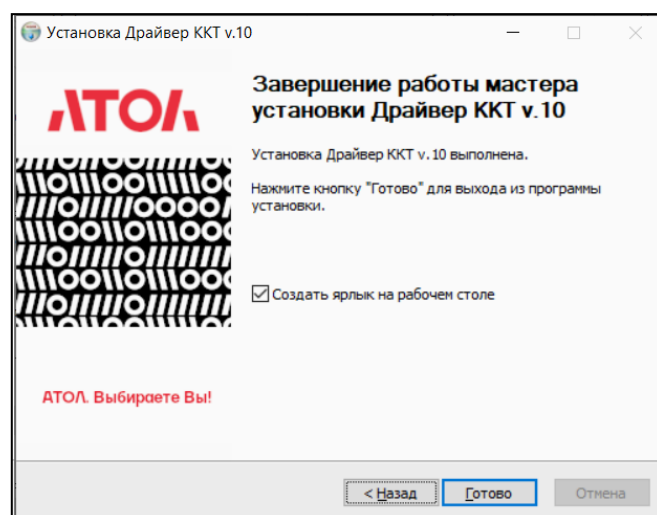 Установка Драйвер ККТ v.10
АТОЛ
Завершение работы мастера
установки Драйвер ККТ v.10
Установка Драйвер ККТ v.10 выполнена.
Нажмите кнопку "Готово" для выхода из программы
установки.
Создать ярлык на рабочем столе
АТОЛ. Выбираете Вы!
< Назад
Готово
Отмена